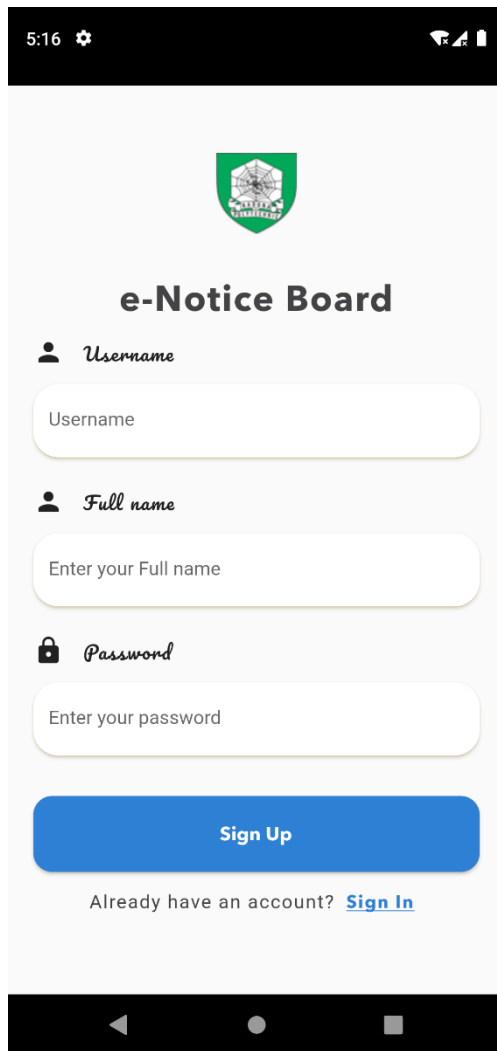 5:16
POLYTECHNIC
e-Notice Board
Username
Username
Full name
Enter your Full name
Password
Enter your password
Sign Up
Already have an account? Sign In